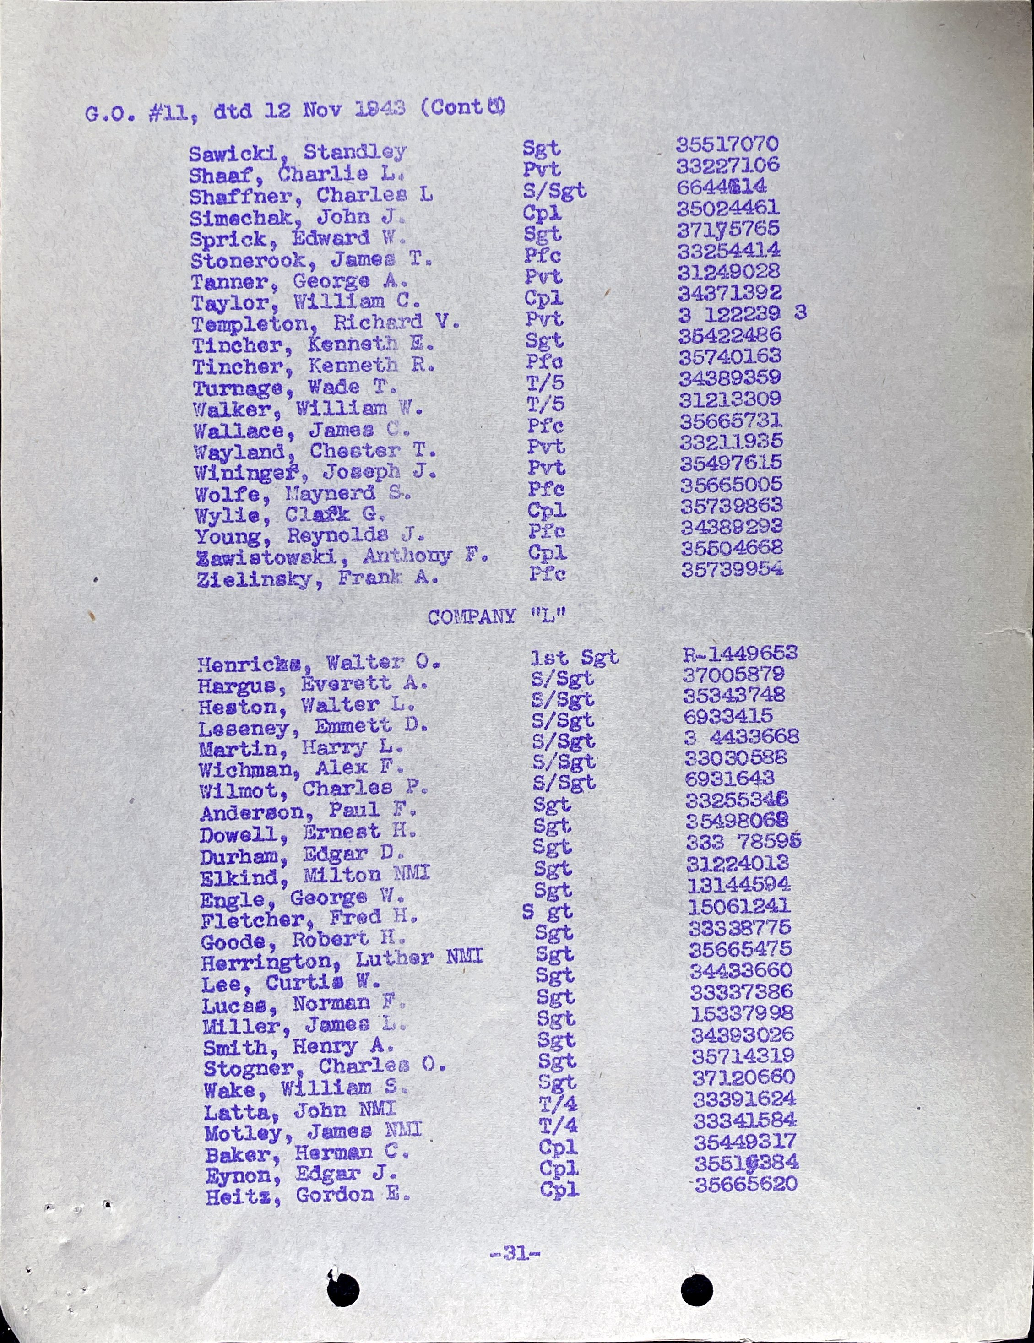 G.O. #11, dtd 12 Nov 1943 (Cont'd)
Sawicki, Standley Sgt 35517070
Shaaf, Charlie L. Pvt 33227106
Shaffner, Charles L S/Sgt 6644614
Simechak, John J. Cpl 35024461
Sprick, Edward W. Sgt 37175765
Stonerook, James T. Pfc 33254414
Tanner, George A. Pvt 31249028
Taylor, William C. Cpl 34371392
Templeton, Richard V. Pvt 3 122239 3
Tincher, Kenneth E. Sgt 35422486
Tincher, Kenneth R. Pfc 35740163
Turnage, Wade T. T/5 34389359
Walker, William W. T/5 31213309
Wallace, James C. Pfc 35665731
Wayland, Chester T. Pvt 33211935
Wininger, Joseph J. Pvt 35497615
Wolfe, Maynerd S. Pfc 35665005
Wylie, Clark G. Cpl 35739863
Young, Reynolds J. Pfc 34389293
Zawistowski, Anthony F. Cpl 35504668
Zielinsky, Frank A. Pfc 35739954
COMPANY "L"
Henricks, Walter O. 1st Sgt R-1449653
Hargus, Everett A. S/Sgt 37005879
Heston, Walter L. S/Sgt 35343748
Leseney, Emmett D. S/Sgt 6933415
Martin, Harry L. S/Sgt 3 4433668
Wichman, Alex F. S/Sgt 33030588
Wilmot, Charles P. S/Sgt 6931643
Anderson, Paul F. Sgt 33255346
Dowell, Ernest H. Sgt 35498068
Durham, Edgar D. Sgt 333 78595
Elkind, Milton NMI Sgt 31224013
Engle, George W. Sgt 13144594
Fletcher, Fred H. S gt 15061241
Goode, Robert H. Sgt 33338775
Herrington, Luther NMI Sgt 35665475
Lee, Curtis W. Sgt 34433660
Lucas, Norman F. Sgt 33337386
Miller, James L. Sgt 15337998
Smith, Henry A. Sgt 34393026
Stogner, Charles O. Sgt 35714319
Wake, William S. Sgt 37120660
Latta, John NMI T/4 33391624
Motley, James NMI T/4 33341584
Baker, Herman C. Cpl 35449317
Eynon, Edgar J. Cpl 35516384
Heitz, Gordon E. Cpl 35665620
-31-